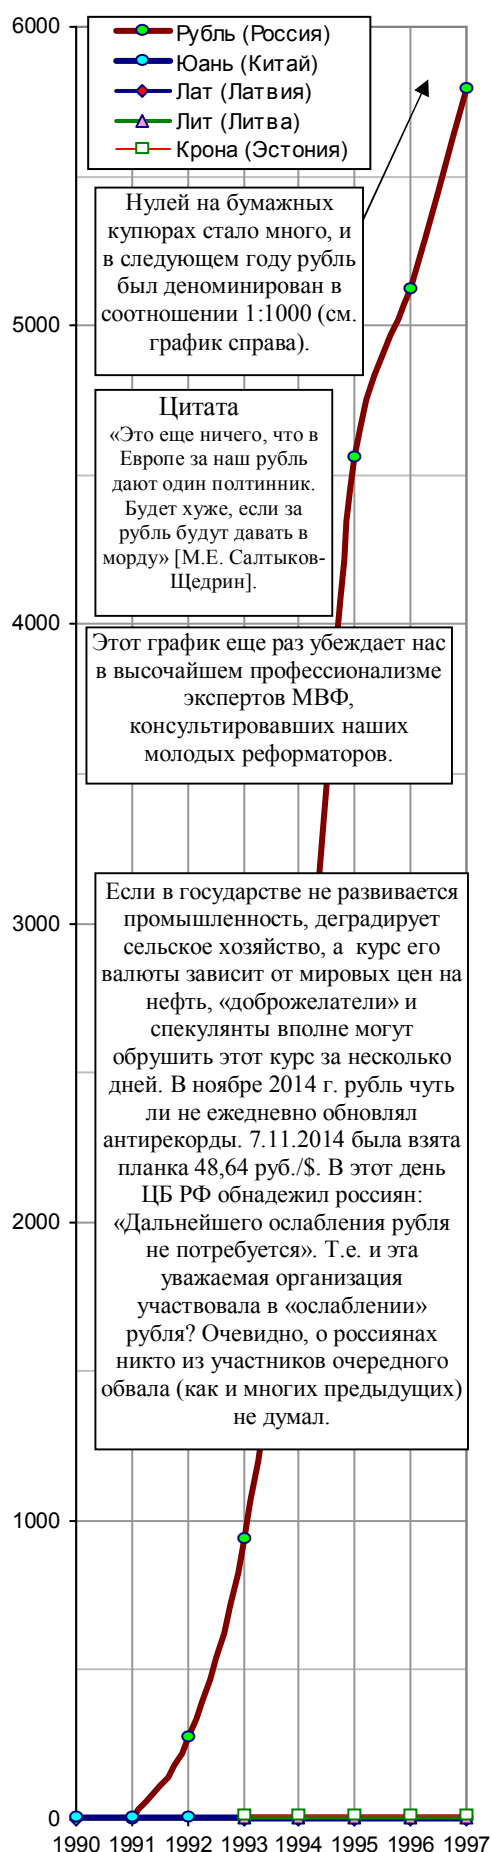 6000
Рубль (Россия)
Юань (Китай)
Лат (Латвия)
Лит (Литва)
Крона (Эстония)
Нулей на бумажных
купюрах стало много, и
в следующем году рубль
был деноминирован в
соотношении 1:1000 (см.
график справа).
5000
Цитата
«Это еще ничего, что в
Европе за наш рубль
дают один полтинник.
Будет хуже, если за
рубль будут давать в
морду» [М.Е. Салтыков-
Щедрин].
4000
Этот график еще раз убеждает нас
в высочайшем профессионализме
экспертов МВФ,
консультировавших наших
молодых реформаторов.
3000
Если в государстве не развивается
промышленность, деградирует
сельское хозяйство, а курс его
валюты зависит от мировых цен на
нефть, «доброжелатели» и
спекулянты вполне могут
обрушить этот курс за несколько
дней. В ноябре 2014 г. рубль чуть
ли не ежедневно обновлял
антирекорды. 7.11.2014 была взята
планка 48,64 руб./$. В этот день
ЦБ РФ обнадежил россиян:
«Дальнейшего ослабления рубля
не потребуется». Т.е. и эта
уважаемая организация
участвовала в «ослаблении»
рубля? Очевидно, о россиянах
никто из участников очередного
обвала (как и многих предыдущих)
не думал.
2000
1000
0
1990 1991 1992 1993 1994 1995 1996 1997